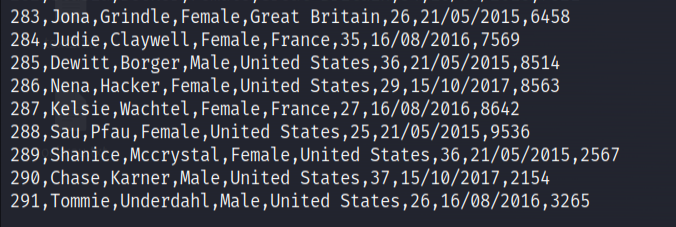 283,Jona,Grindle,Female,Great Britain,26,21/05/2015,6458
284,Judie,Claywell,Female,France,35,16/08/2016,7569
285,Dewitt,Borger,Male,United States,36,21/05/2015,8514
286,Nena,Hacker,Female,United States,29,15/10/2017,8563
287,Kelsie,Wachtel,Female,France,27,16/08/2016,8642
288,Sau,Pfau,Female,United States,25,21/05/2015,9536
289,Shanice,Mccrystal,Female,United States,36,21/05/2015,2567
290,Chase,Karner,Male,United States,37,15/10/2017,2154
291,Tommie,Underdahl,Male,United States,26,16/08/2016,3265